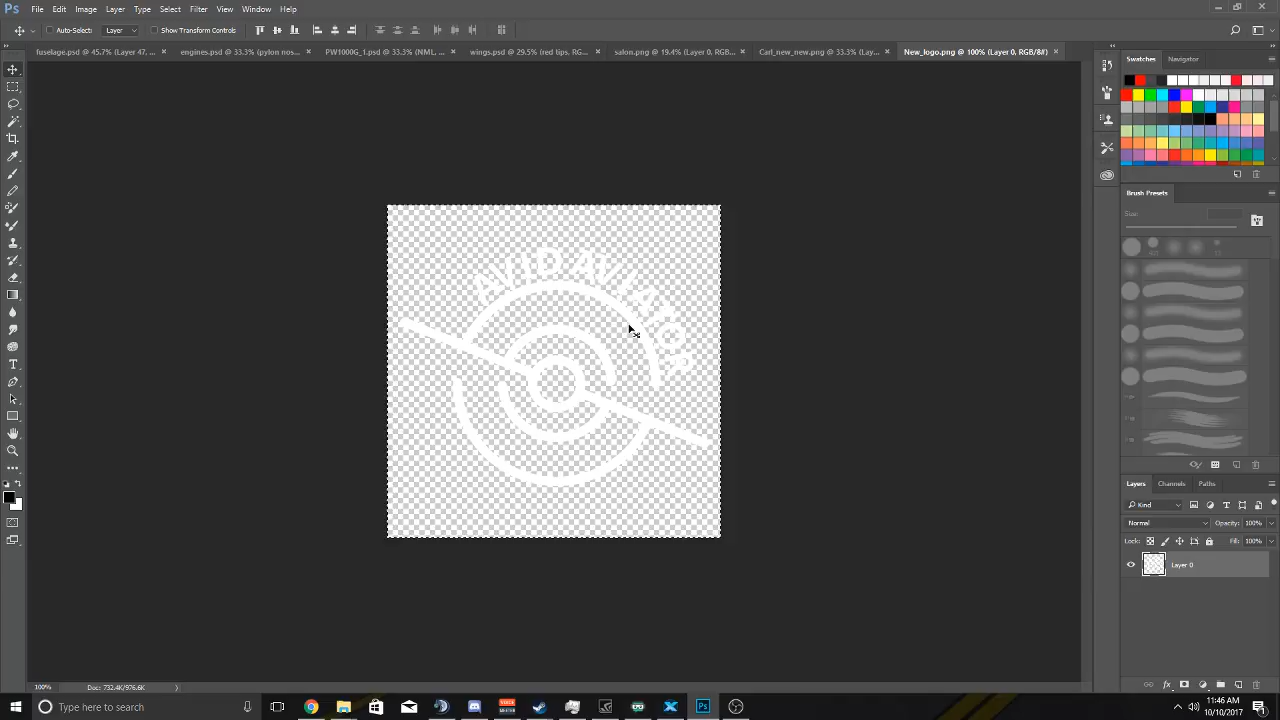 Ps File Edit Image Layer Type Select Filter View Window Help
Auto-Select: Layer Show Transform Controls
fuselage.psd @ 45.7% (Layer 47, ... × engines.psd @ 33.3% (pylon nos... × PW1000G_1.psd @ 33.3% (NML, ... × wings.psd @ 29.5% (red tips, RG... × salon.png @ 19.4% (Layer 0, RGB... × Carl_new_new.png @ 33.3% (Lay... × New_logo.png @ 100% (Layer 0, RGB/8#) ×
Swatches Navigator
Brush Presets
Size:
AVID AVIATOR
Layers Channels Paths
Kind
Normal Opacity: 100%
Lock: Fill: 100%
Layer 0
100% Doc: 732.4K/976.6K
Type here to search
11:46 AM
10/10/2017